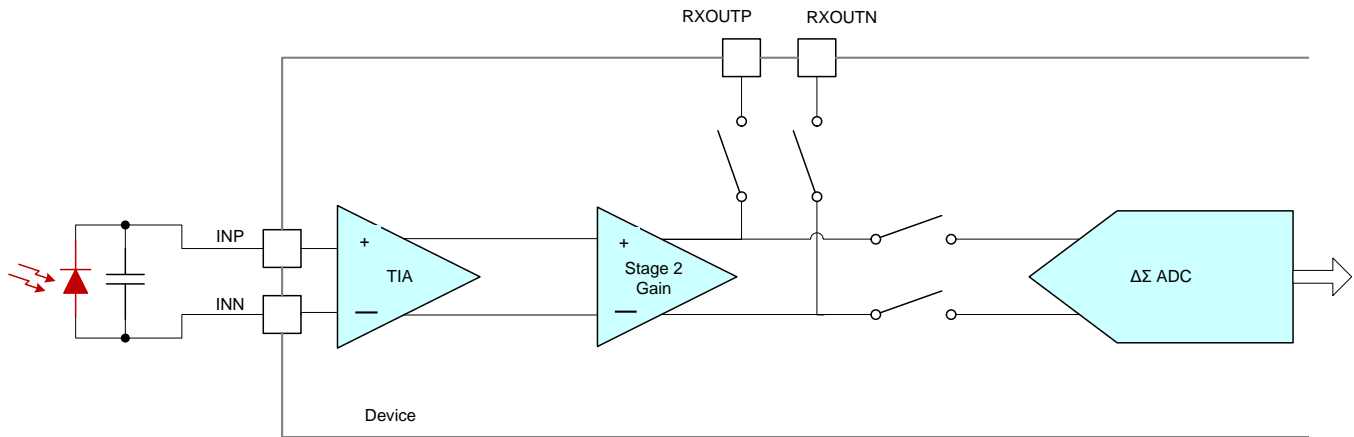 RXOUTP
RXOUTN
INP
INN
+
TIA
—
+
Stage 2
Gain
—
ΔΣ ADC
Device